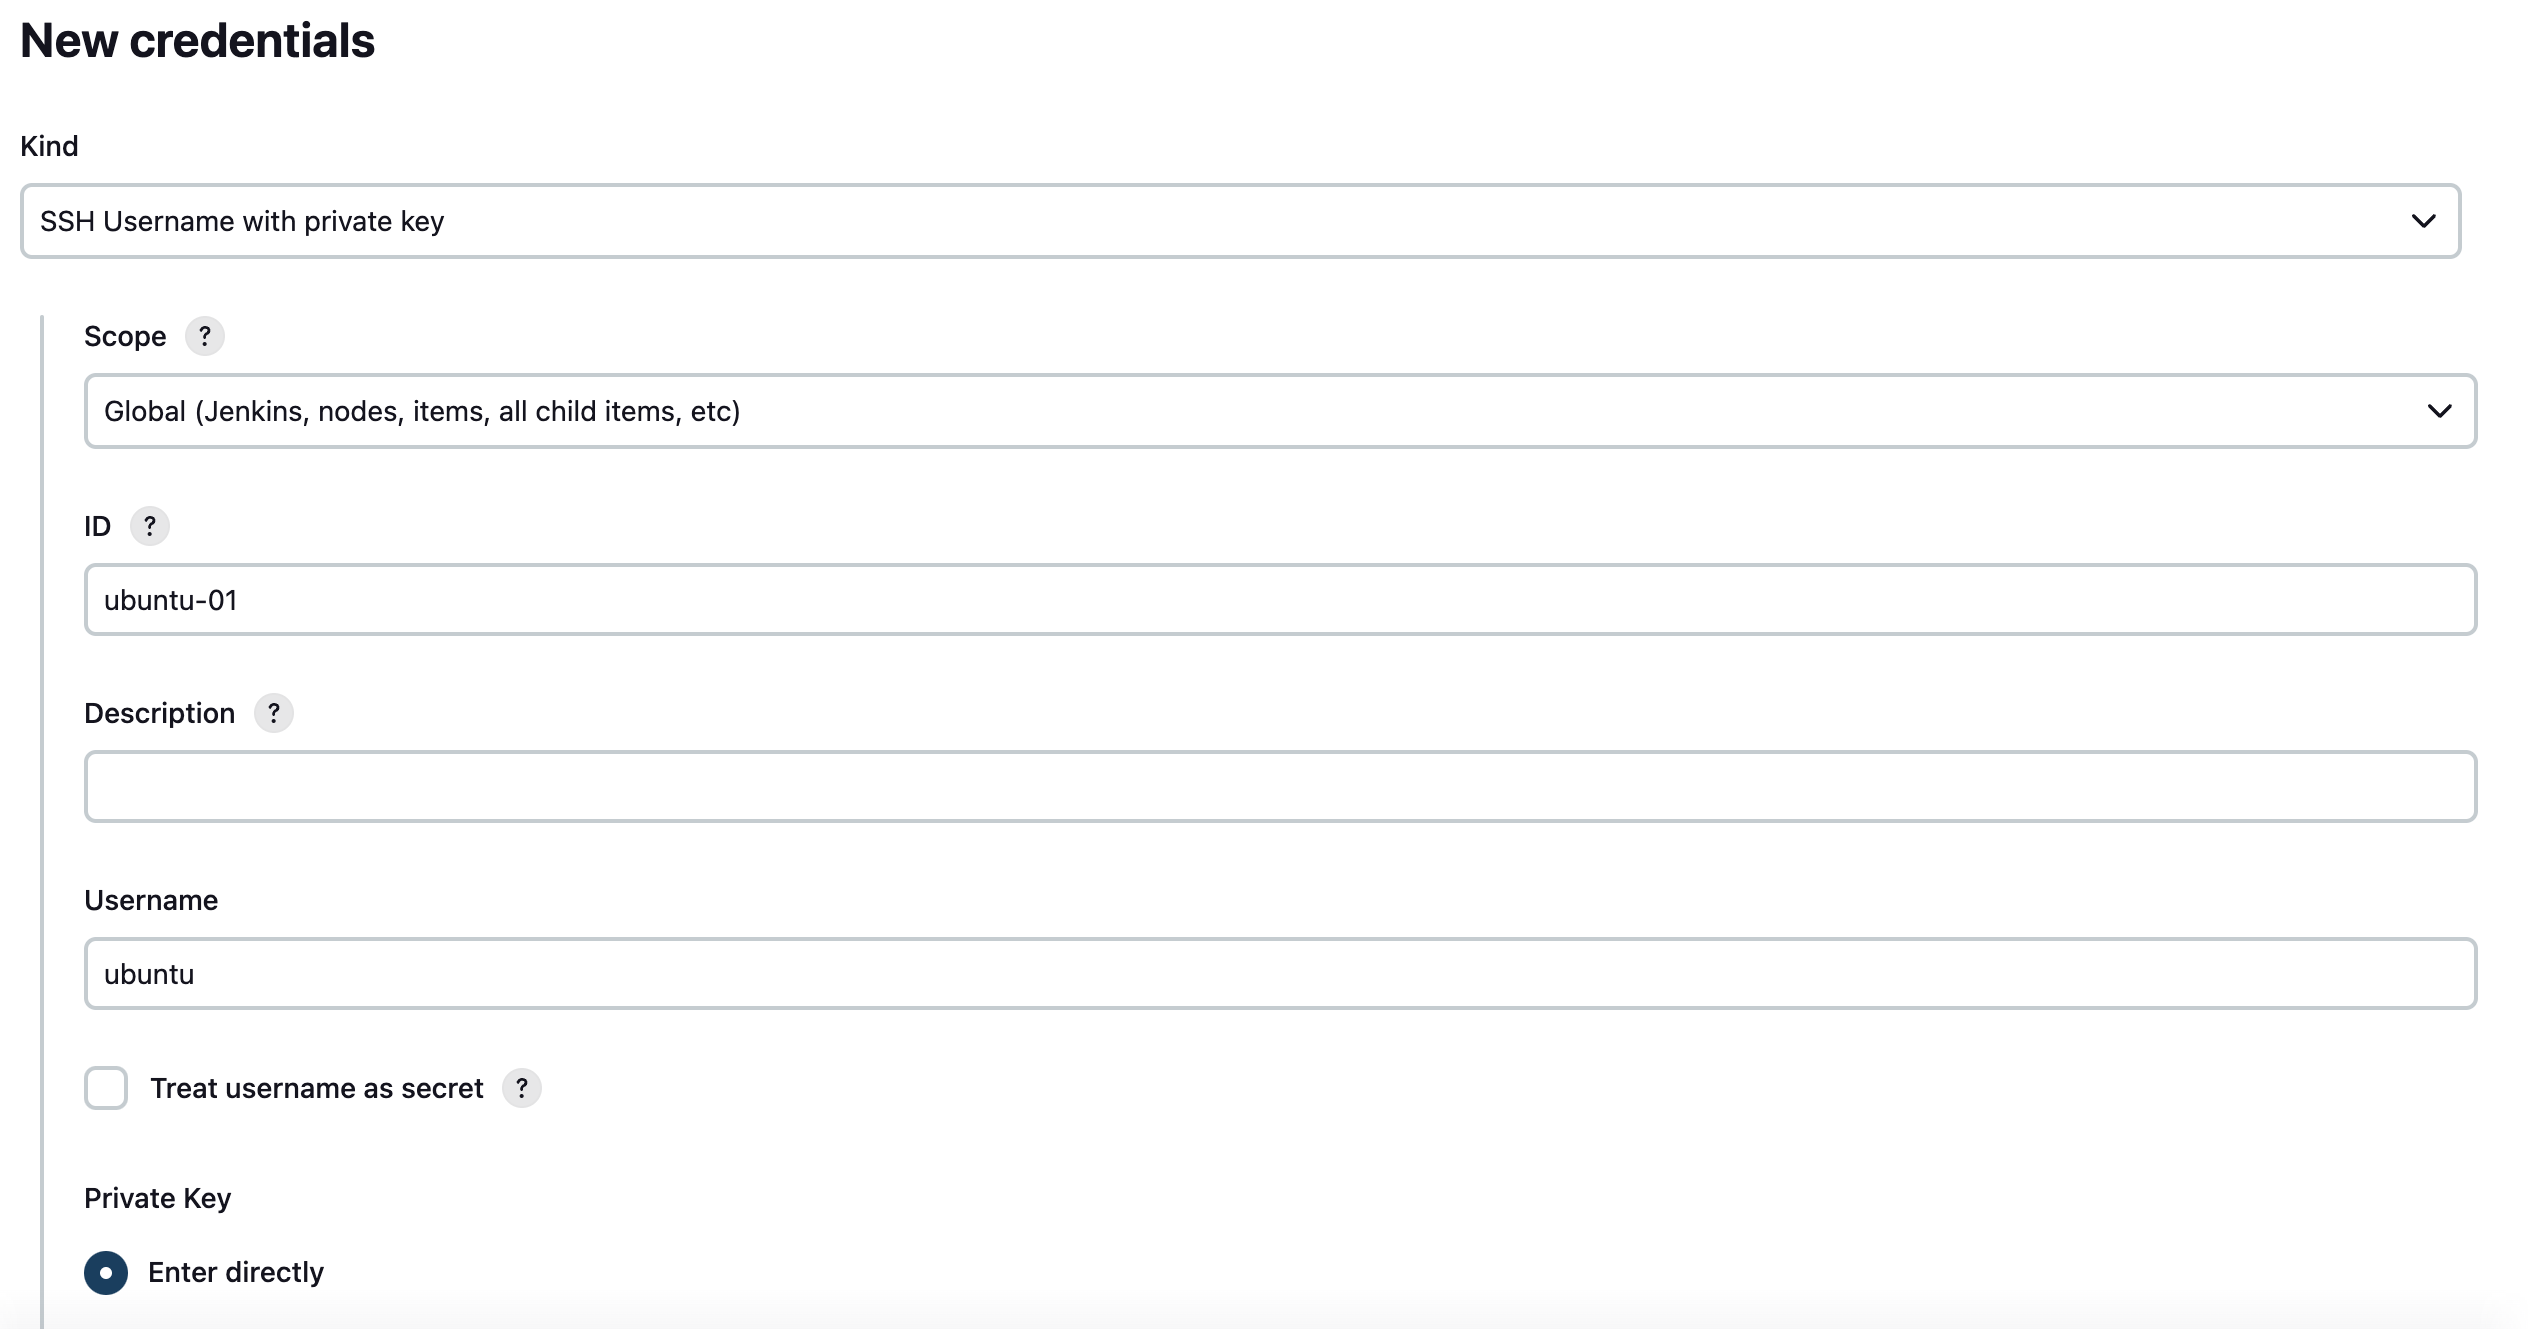 New credentials
Kind
SSH Username with private key
Scope ?
Global (Jenkins, nodes, items, all child items, etc)
ID ?
ubuntu-01
Description ?
Username
ubuntu
Treat username as secret ?
Private Key
Enter directly